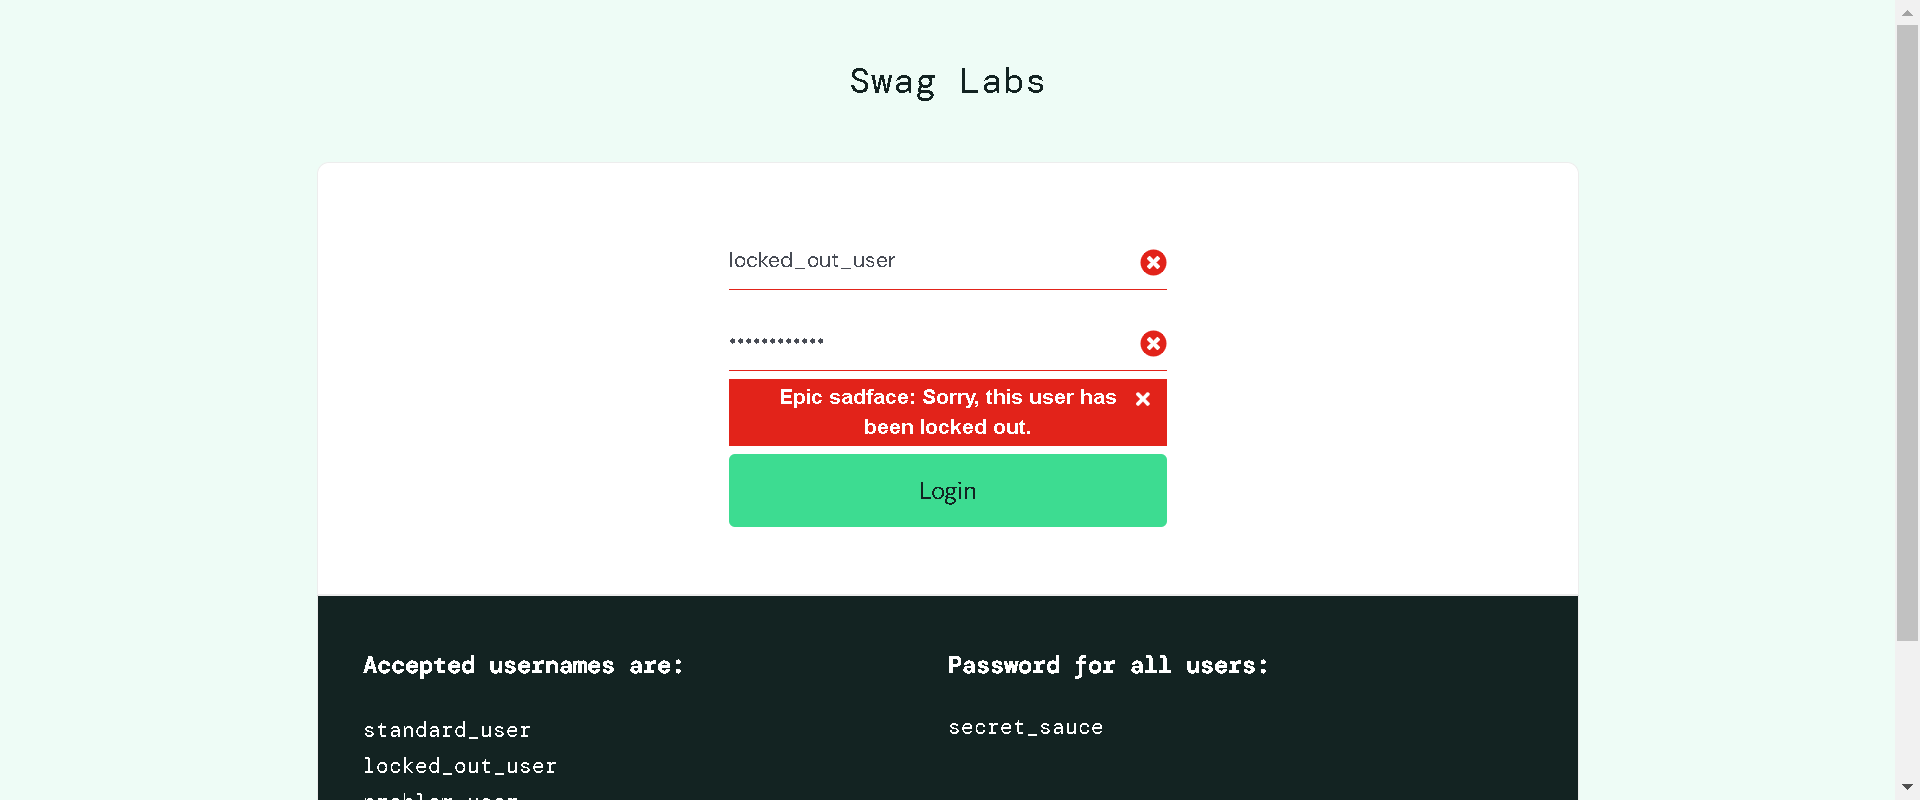 Swag Labs
locked_out_user
••••••••••••
Epic sadface: Sorry, this user has
been locked out.
Login
Accepted usernames are:
standard_user
locked_out_user
problem_user
Password for all users:
secret_sauce